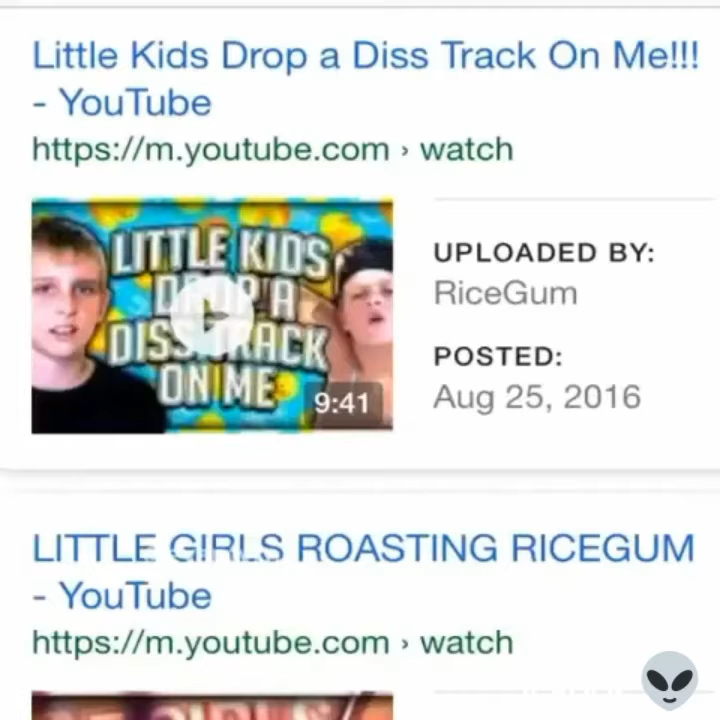 Little Kids Drop a Diss Track On Me!!!
- YouTube
https://m.youtube.com › watch
LITTLE KIDS
DROP A
DISS TRACK
ON ME
9:41
UPLOADED BY:
RiceGum
POSTED:
Aug 25, 2016
LITTLE GIRLS ROASTING RICEGUM
- YouTube
https://m.youtube.com › watch